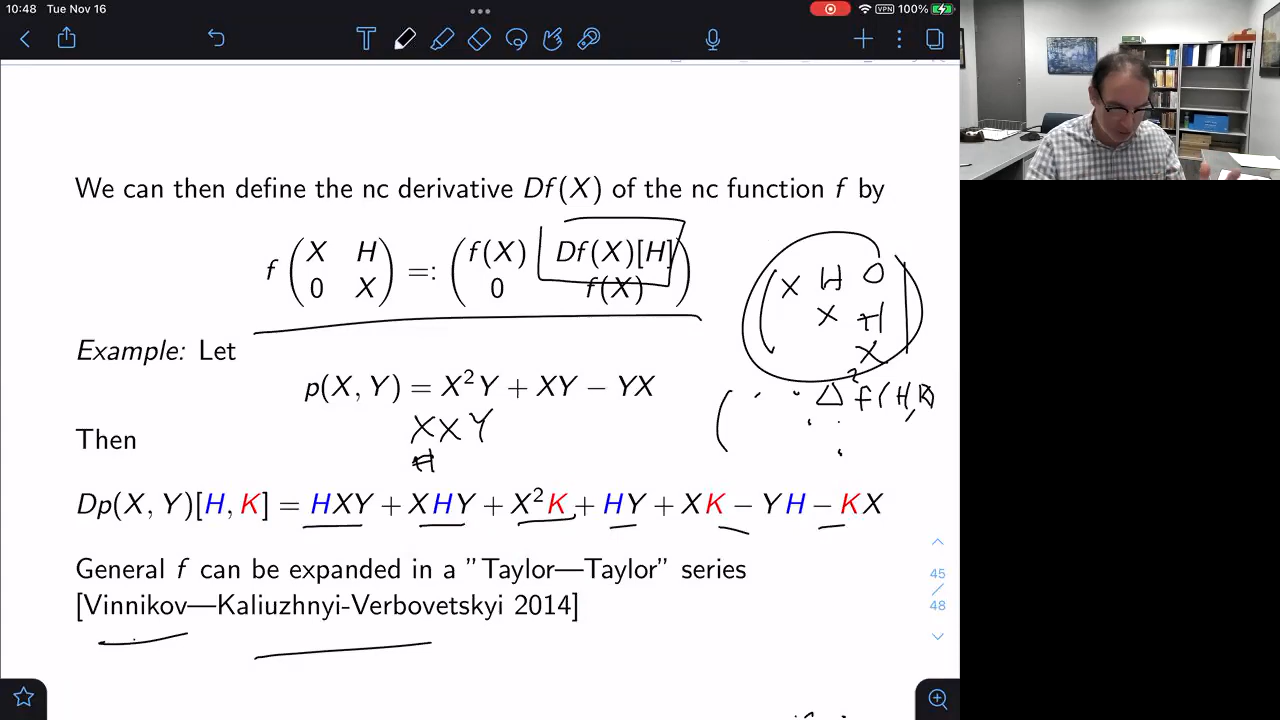 10:48 Tue Nov 16
VPN 100%
We can then define the nc derivative Df(X) of the nc function f by
f ( X H 0 X ) =: ( f(X) Df(X)[H] 0 f(X) )
X H 0
X H
X
Example: Let
p(X, Y) = X²Y + XY − YX
Δ² f(H,
XXY
Then
H
Dp(X, Y)[H, K] = HXY + XHY + X²K + HY + XK − YH − KX
General f can be expanded in a "Taylor—Taylor" series
[Vinnikov—Kaliuzhnyi-Verbovetskyi 2014]
45
/
48